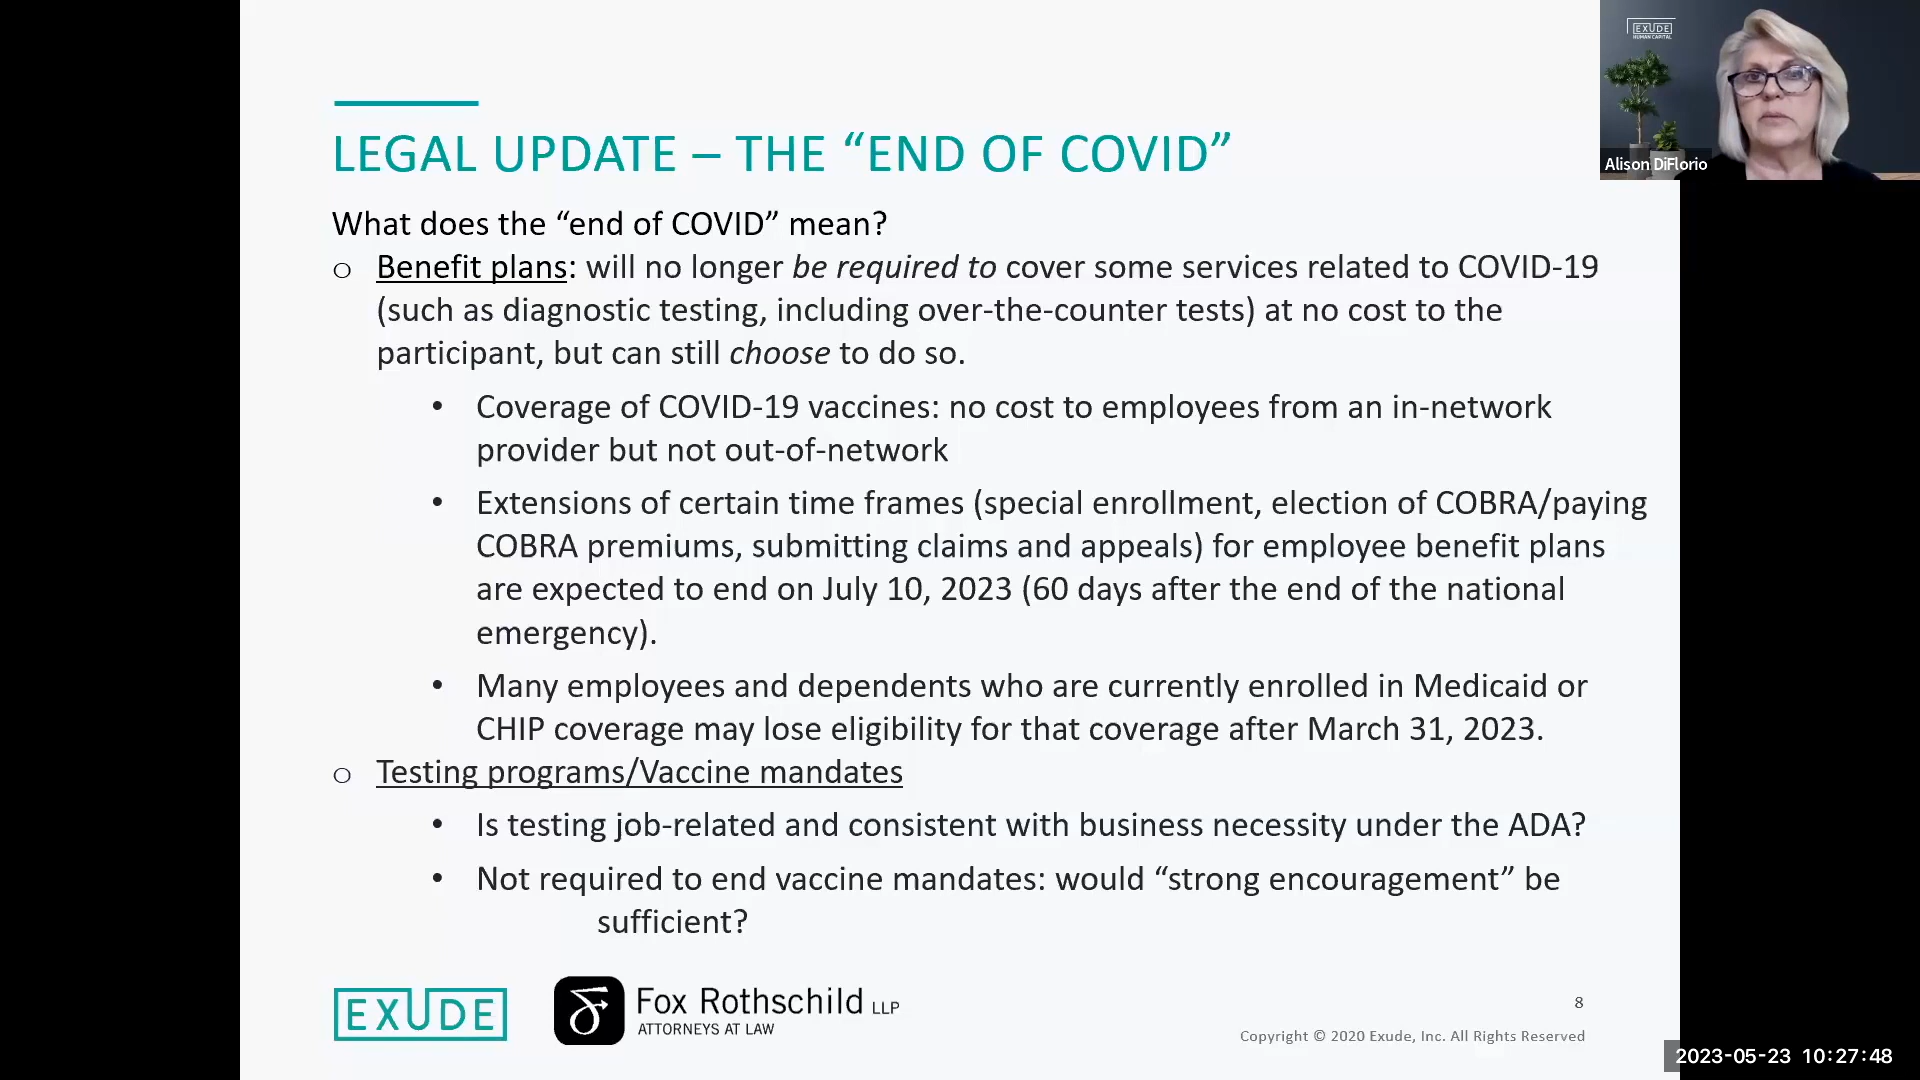 EXUDE
HUMAN CAPITAL
Alison DiFlorio
LEGAL UPDATE – THE “END OF COVID”
What does the “end of COVID” mean?
o Benefit plans: will no longer be required to cover some services related to COVID-19
(such as diagnostic testing, including over-the-counter tests) at no cost to the
participant, but can still choose to do so.
• Coverage of COVID-19 vaccines: no cost to employees from an in-network
provider but not out-of-network
• Extensions of certain time frames (special enrollment, election of COBRA/paying
COBRA premiums, submitting claims and appeals) for employee benefit plans
are expected to end on July 10, 2023 (60 days after the end of the national
emergency).
• Many employees and dependents who are currently enrolled in Medicaid or
CHIP coverage may lose eligibility for that coverage after March 31, 2023.
o Testing programs/Vaccine mandates
• Is testing job-related and consistent with business necessity under the ADA?
• Not required to end vaccine mandates: would “strong encouragement” be
sufficient?
EXUDE
Fox Rothschild LLP
ATTORNEYS AT LAW
8
Copyright © 2020 Exude, Inc. All Rights Reserved
2023-05-23 10:27:48